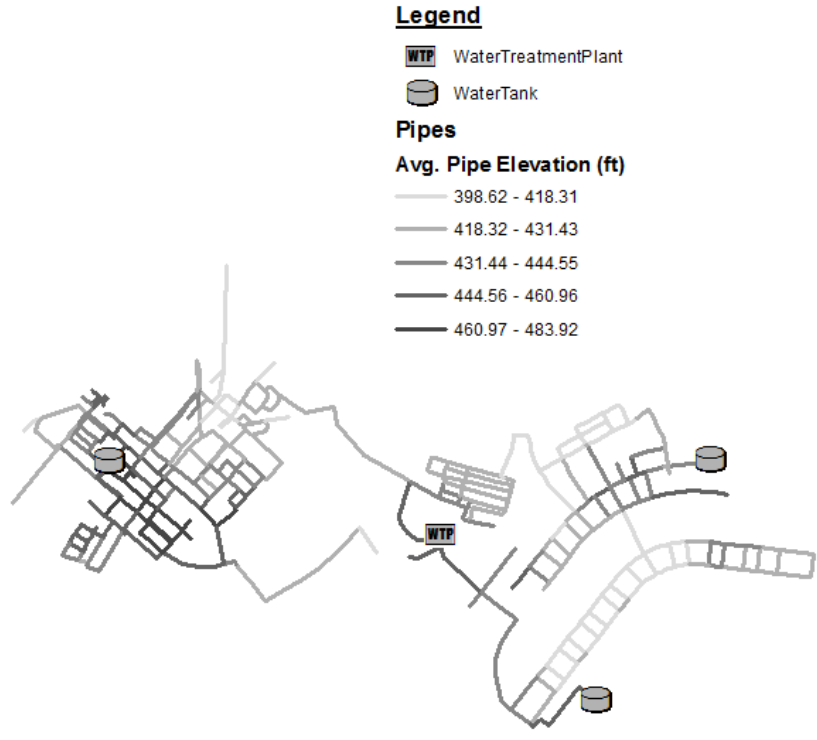 Legend
WTP WaterTreatmentPlant
WaterTank
Pipes
Avg. Pipe Elevation (ft)
398.62 - 418.31
418.32 - 431.43
431.44 - 444.55
444.56 - 460.96
460.97 - 483.92
WTP